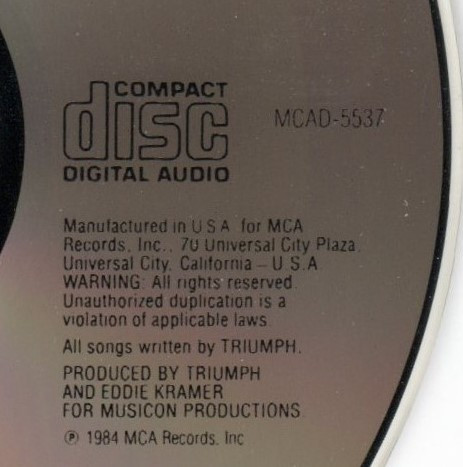 COMPACT
disc
DIGITAL AUDIO
MCAD-5537
Manufactured in U.S.A. for MCA
Records, Inc., 70 Universal City Plaza,
Universal City, California – U.S.A.
WARNING: All rights reserved.
Unauthorized duplication is a
violation of applicable laws.
All songs written by TRIUMPH.
PRODUCED BY TRIUMPH
AND EDDIE KRAMER
FOR MUSICON PRODUCTIONS
℗ 1984 MCA Records, Inc